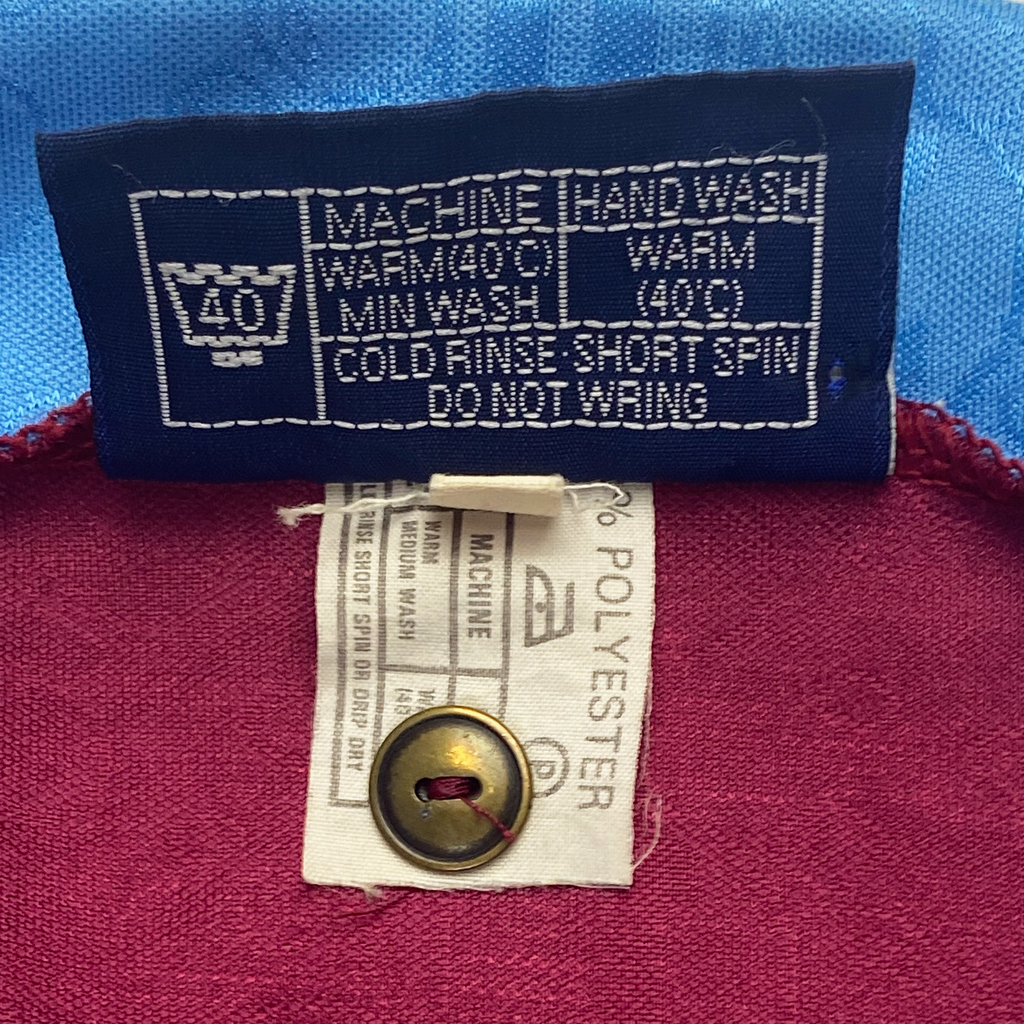 40
MACHINE
WARM(40°C)
MIN WASH
HAND WASH
WARM
(40°C)
COLD RINSE·SHORT SPIN
DO NOT WRING
% POLYESTER
P
MACHINE
WARM
MEDIUM WASH
RINSE SHORT SPIN OR DRIP DRY